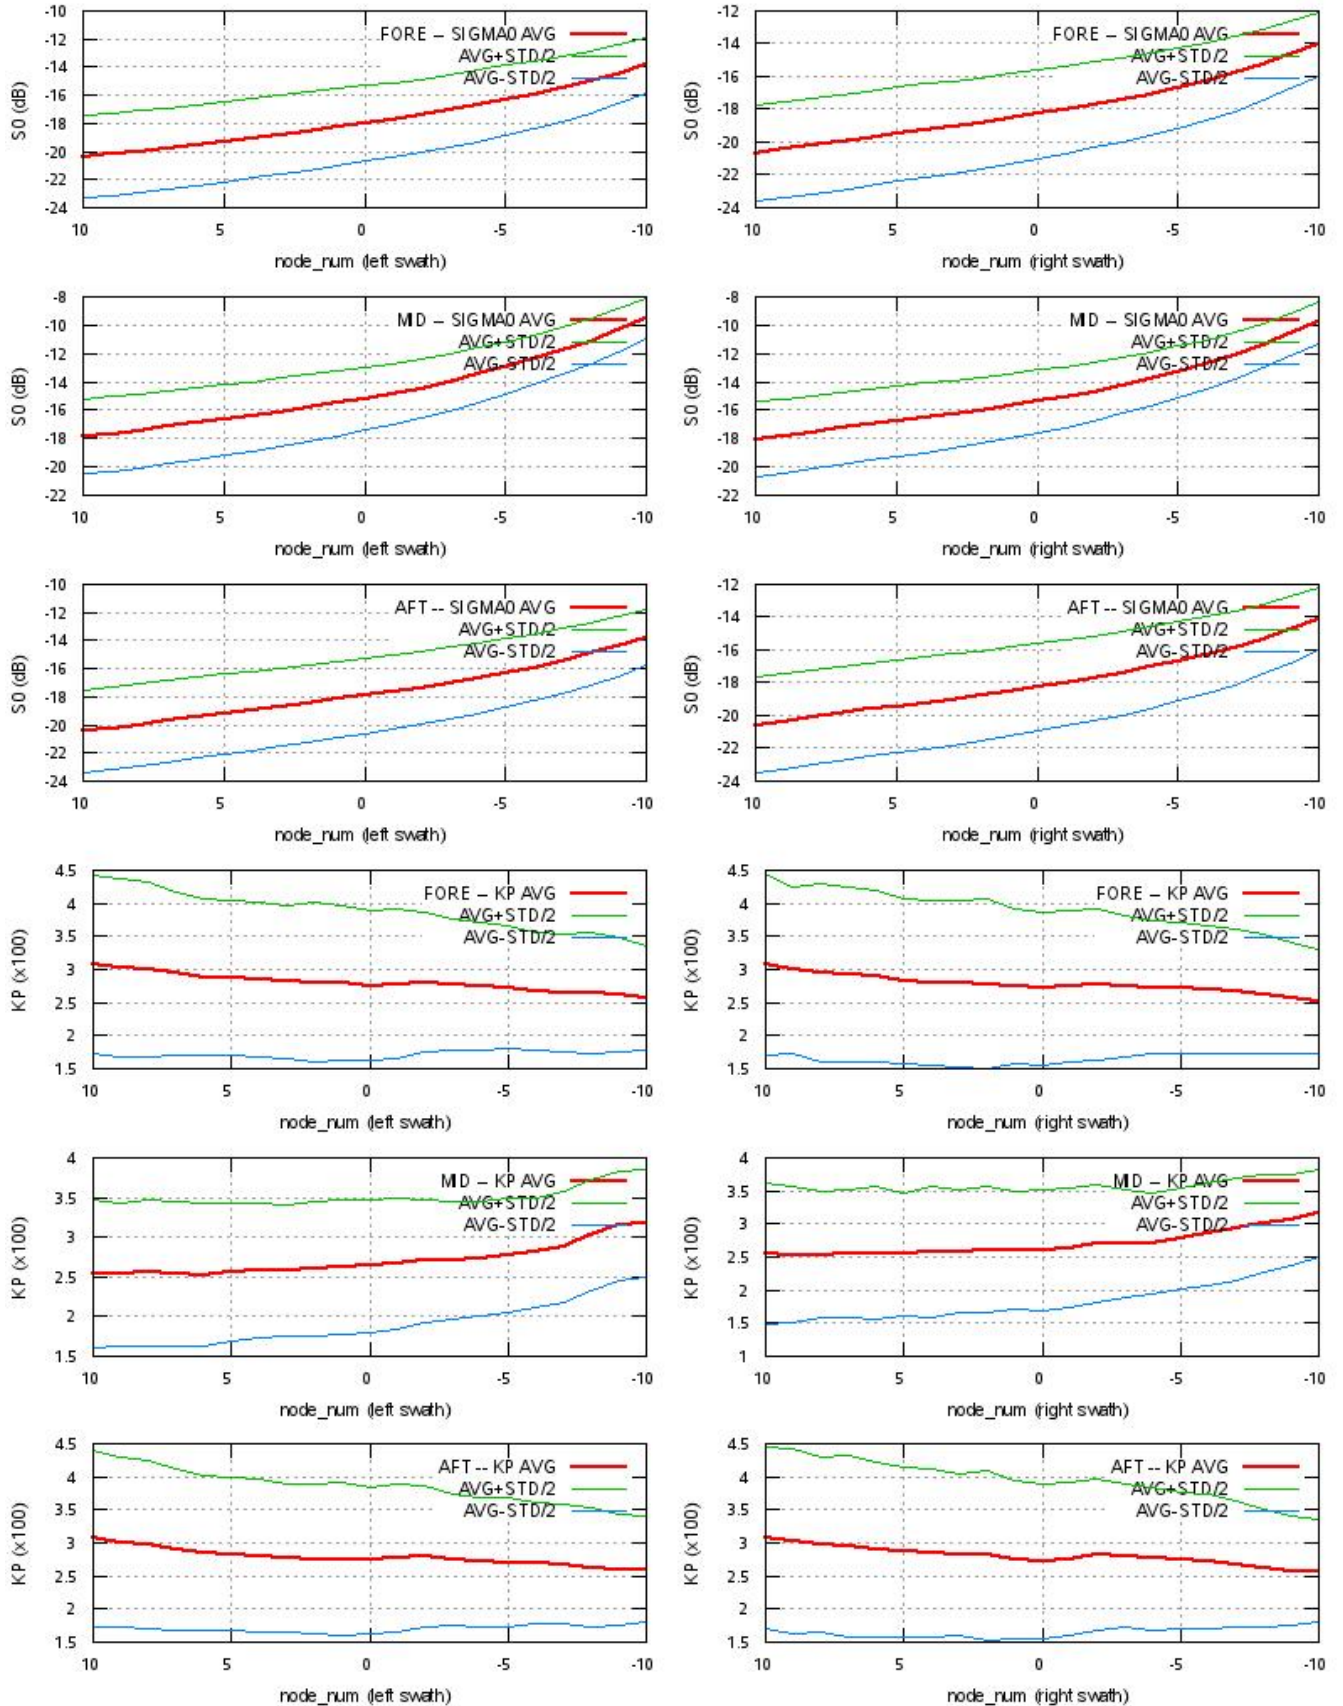 -10
-12
-14
-16
-18
-20
-22
-24
S0 (dB)
FORE -- SIGMA0 AVG
AVG+STD/2
AVG-STD/2
10 5 0 -5 -10
node_num (left swath)
-12
-14
-16
-18
-20
-22
-24
S0 (dB)
FORE -- SIGMA0 AVG
AVG+STD/2
AVG-STD/2
10 5 0 -5 -10
node_num (right swath)
-8
-10
-12
-14
-16
-18
-20
-22
S0 (dB)
MID -- SIGMA0 AVG
AVG+STD/2
AVG-STD/2
10 5 0 -5 -10
node_num (left swath)
-8
-10
-12
-14
-16
-18
-20
-22
S0 (dB)
MID -- SIGMA0 AVG
AVG+STD/2
AVG-STD/2
10 5 0 -5 -10
node_num (right swath)
-10
-12
-14
-16
-18
-20
-22
-24
S0 (dB)
AFT -- SIGMA0 AVG
AVG+STD/2
AVG-STD/2
10 5 0 -5 -10
node_num (left swath)
-12
-14
-16
-18
-20
-22
-24
S0 (dB)
AFT -- SIGMA0 AVG
AVG+STD/2
AVG-STD/2
10 5 0 -5 -10
node_num (right swath)
4.5
4
3.5
3
2.5
2
1.5
KP (x100)
FORE -- KP AVG
AVG+STD/2
AVG-STD/2
10 5 0 -5 -10
node_num (left swath)
4.5
4
3.5
3
2.5
2
1.5
KP (x100)
FORE -- KP AVG
AVG+STD/2
AVG-STD/2
10 5 0 -5 -10
node_num (right swath)
4
3.5
3
2.5
2
1.5
KP (x100)
MID -- KP AVG
AVG+STD/2
AVG-STD/2
10 5 0 -5 -10
node_num (left swath)
4
3.5
3
2.5
2
1.5
1
KP (x100)
MID -- KP AVG
AVG+STD/2
AVG-STD/2
10 5 0 -5 -10
node_num (right swath)
4.5
4
3.5
3
2.5
2
1.5
KP (x100)
AFT -- KP AVG
AVG+STD/2
AVG-STD/2
10 5 0 -5 -10
node_num (left swath)
4.5
4
3.5
3
2.5
2
1.5
KP (x100)
AFT -- KP AVG
AVG+STD/2
AVG-STD/2
10 5 0 -5 -10
node_num (right swath)